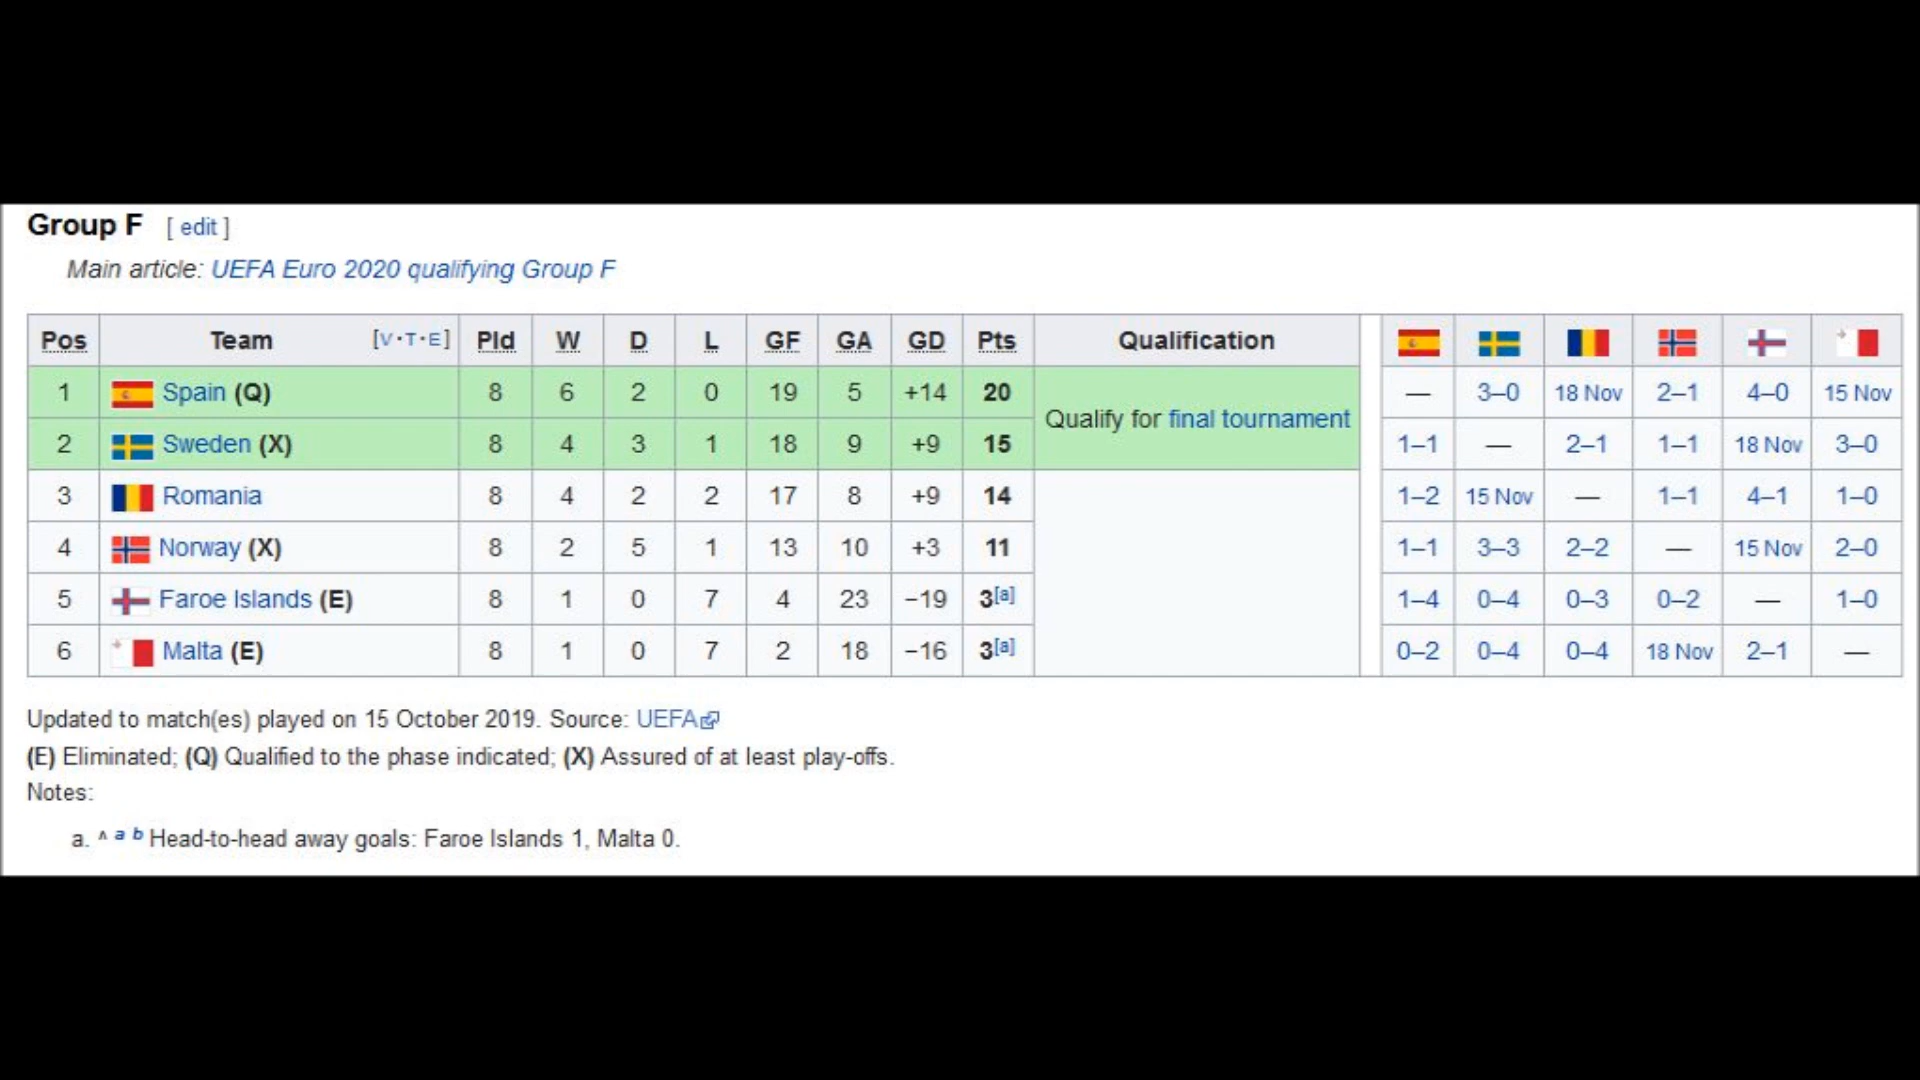 Group F [ edit ]
Main article: UEFA Euro 2020 qualifying Group F
Pos Team [V·T·E] Pld W D L GF GA GD Pts Qualification
1 Spain (Q) 8 6 2 0 19 5 +14 20 Qualify for final tournament — 3–0 18 Nov 2–1 4–0 15 Nov
2 Sweden (X) 8 4 3 1 18 9 +9 15 1–1 — 2–1 1–1 18 Nov 3–0
3 Romania 8 4 2 2 17 8 +9 14 1–2 15 Nov — 1–1 4–1 1–0
4 Norway (X) 8 2 5 1 13 10 +3 11 1–1 3–3 2–2 — 15 Nov 2–0
5 Faroe Islands (E) 8 1 0 7 4 23 −19 3[a] 1–4 0–4 0–3 0–2 — 1–0
6 Malta (E) 8 1 0 7 2 18 −16 3[a] 0–2 0–4 0–4 18 Nov 2–1 —
Updated to match(es) played on 15 October 2019. Source: UEFA
(E) Eliminated; (Q) Qualified to the phase indicated; (X) Assured of at least play-offs.
Notes:
a. ^ a b Head-to-head away goals: Faroe Islands 1, Malta 0.